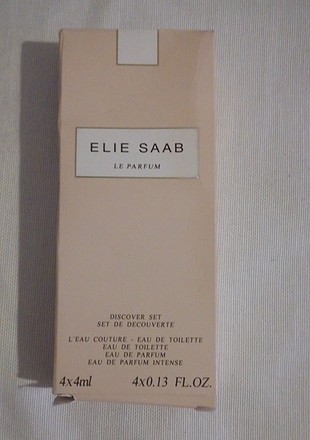 ELIE SAAB
LE PARFUM
DISCOVER SET
SET DE DECOUVERTE
L'EAU COUTURE - EAU DE TOILETTE
EAU DE TOILETTE
EAU DE PARFUM
EAU DE PARFUM INTENSE
4x4ml 4x0.13 FL.OZ.